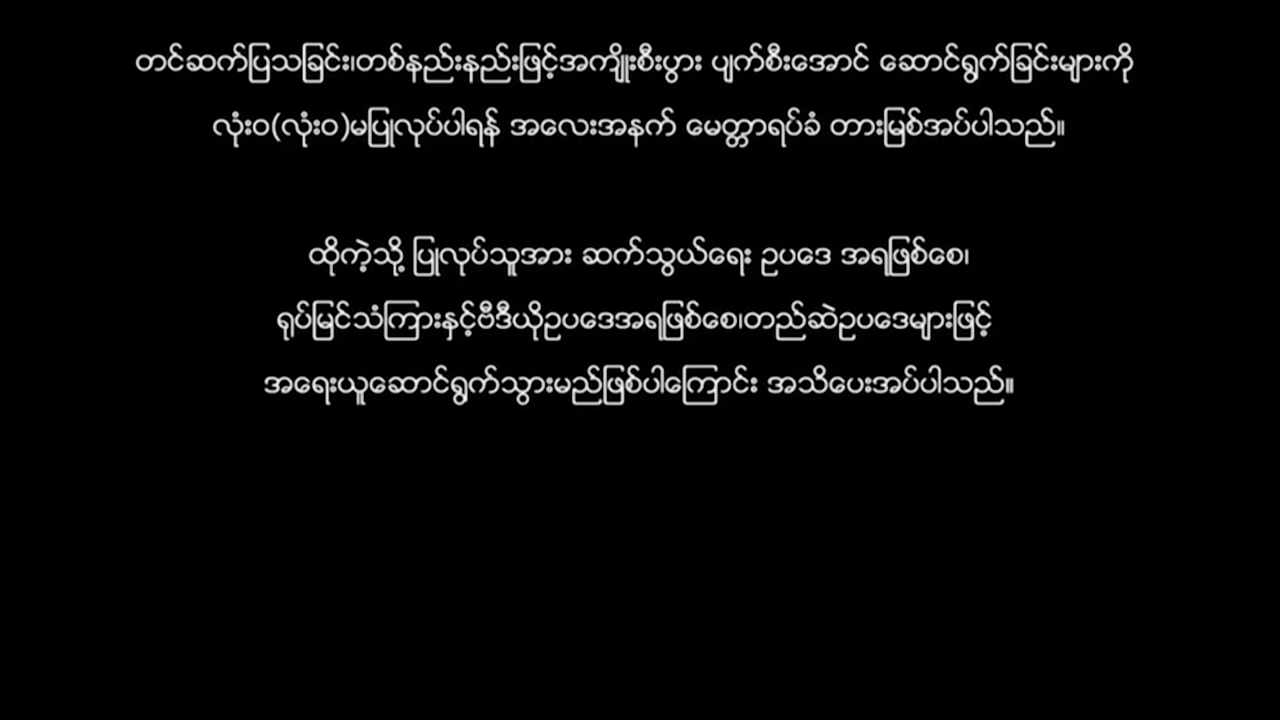 တင်ဆက်ပြသခြင်း၊တစ်နည်းနည်းဖြင့်အကျိုးစီးပွား ပျက်စီးအောင် ဆောင်ရွက်ခြင်းများကို
လုံးဝ(လုံးဝ)မပြုလုပ်ပါရန် အလေးအနက် မေတ္တာရပ်ခံ တားမြစ်အပ်ပါသည်။
ထိုကဲ့သို့ ပြုလုပ်သူအား ဆက်သွယ်ရေး ဥပဒေ အရဖြစ်စေ၊
ရုပ်မြင်သံကြားနှင့်ဗီဒီယိုဥပဒေအရဖြစ်စေ၊တည်ဆဲဥပဒေများဖြင့်
အရေးယူဆောင်ရွက်သွားမည်ဖြစ်ပါကြောင်း အသိပေးအပ်ပါသည်။